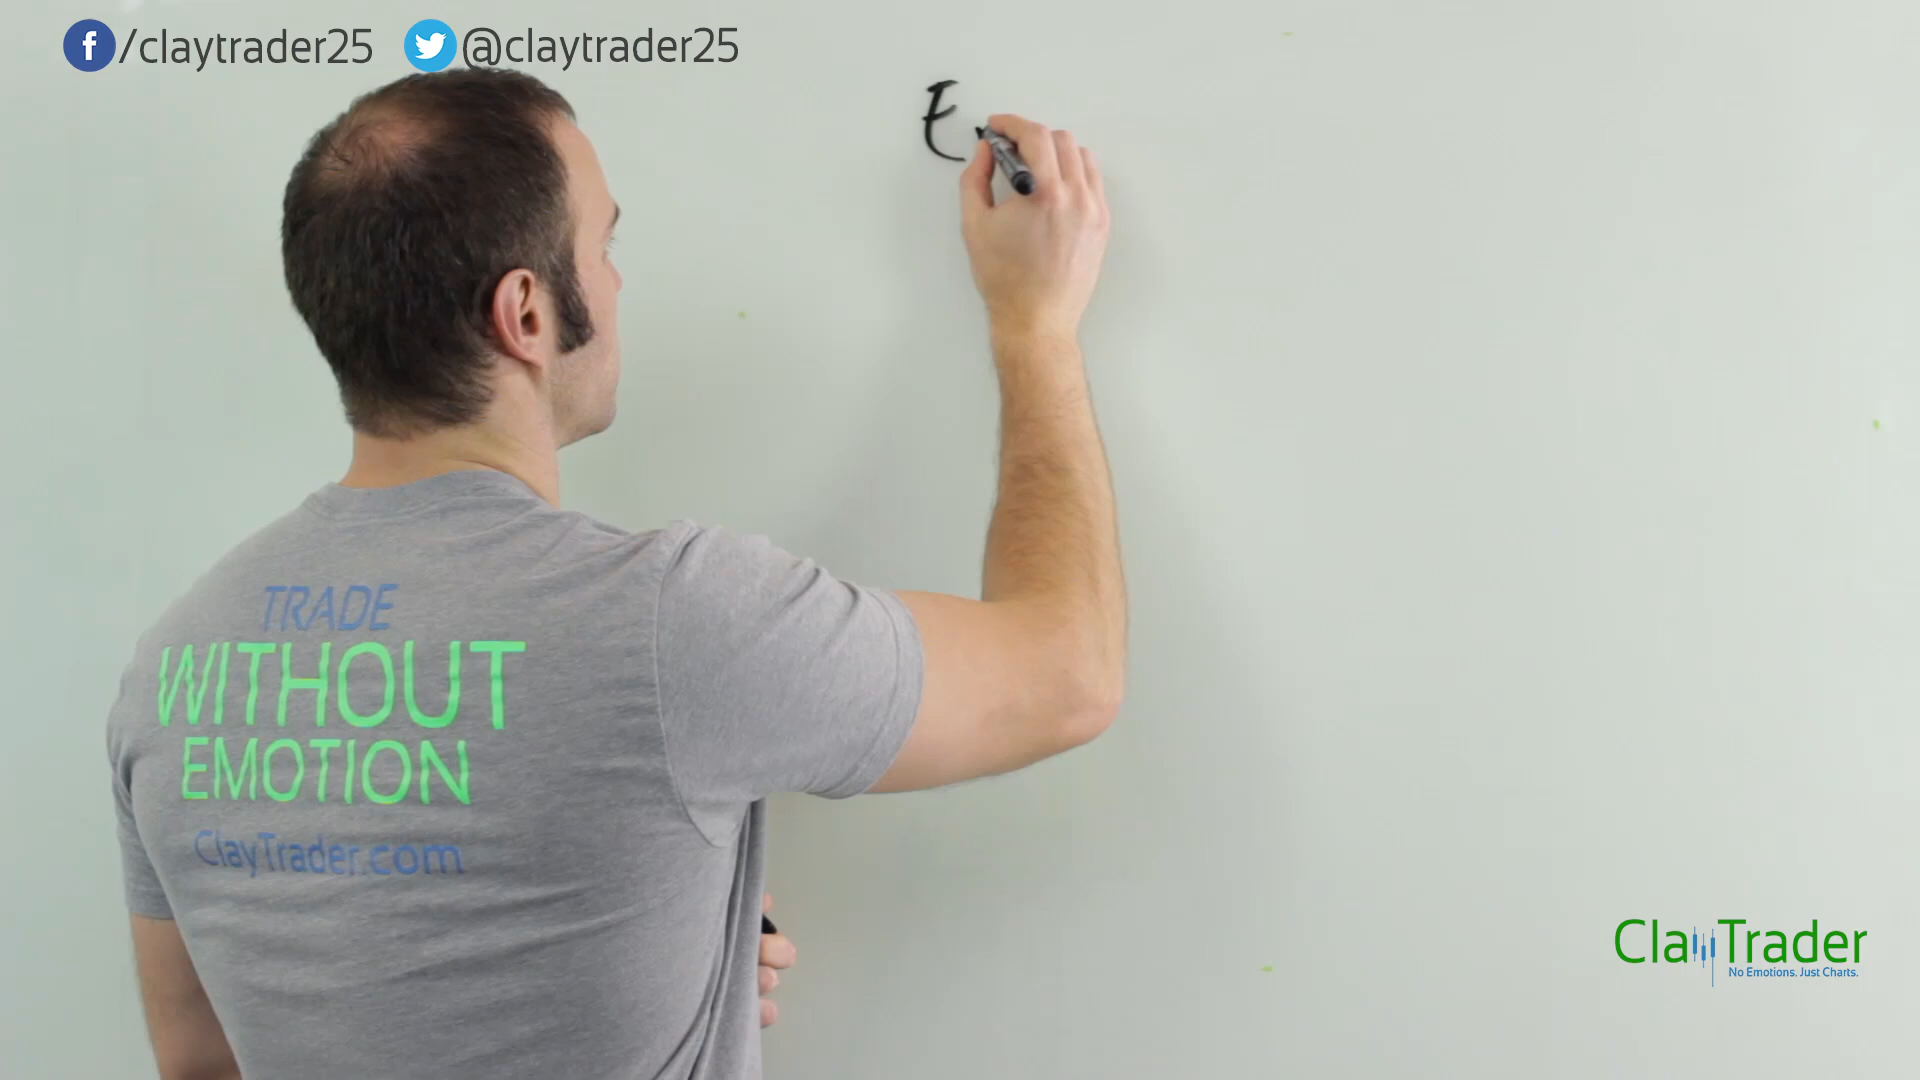 /claytrader25 @claytrader25
E
TRADE
WITHOUT
EMOTION
ClayTrader.com
ClayTrader
No Emotions. Just Charts.